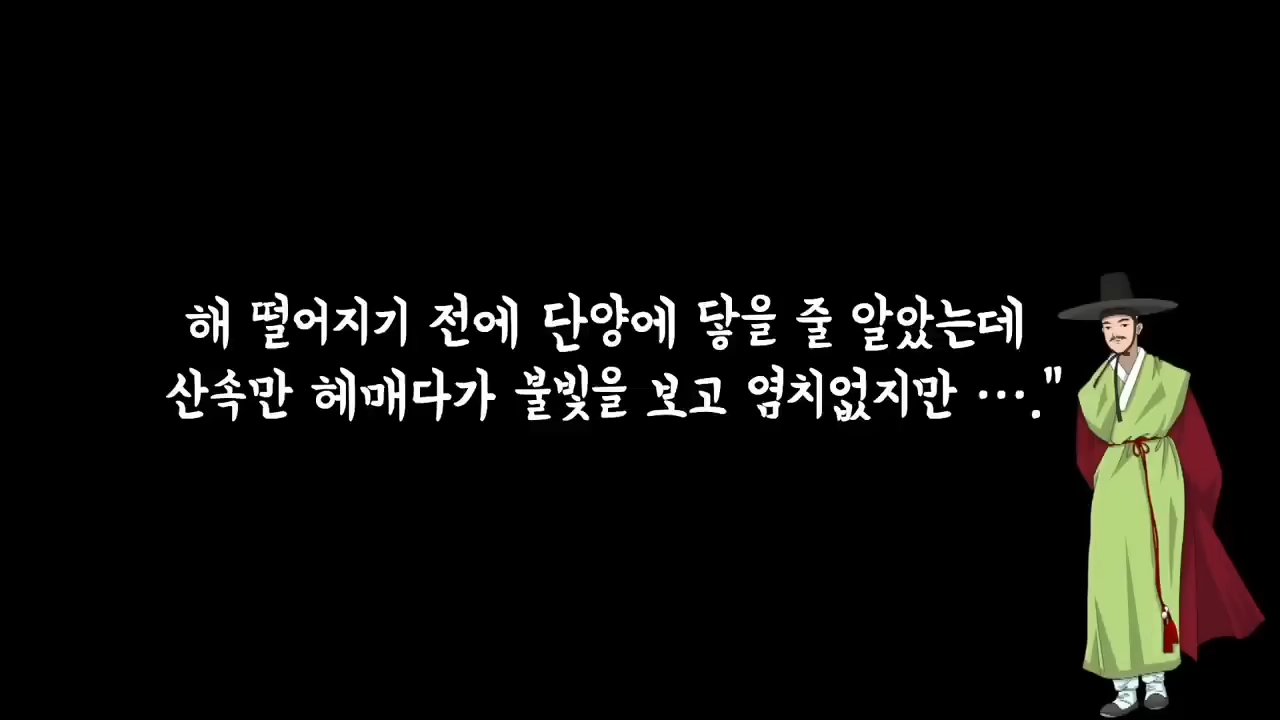 해 떨어지기 전에 단양에 닿을 줄 알았는데
산속만 헤매다가 불빛을 보고 염치없지만 ….”